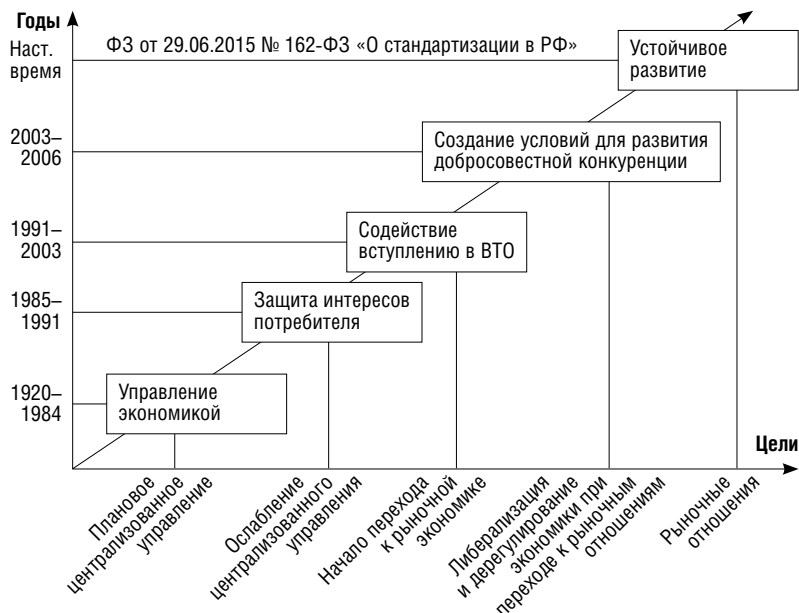 Годы
Наст.
время
ФЗ от 29.06.2015 № 162-ФЗ «О стандартизации в РФ»
Устойчивое
развитие
2003–
2006
Создание условий для развития
добросовестной конкуренции
1991–
2003
Содействие
вступлению в ВТО
1985–
1991
Защита интересов
потребителя
1920–
1984
Управление
экономикой
Цели
Плановое
централизованное
управление
Ослабление
централизованного
управления
Начало перехода
к рыночной
экономике
Либерализация
и дерегулирование
экономики при
переходе к рыночным
отношениям
Рыночные
отношения